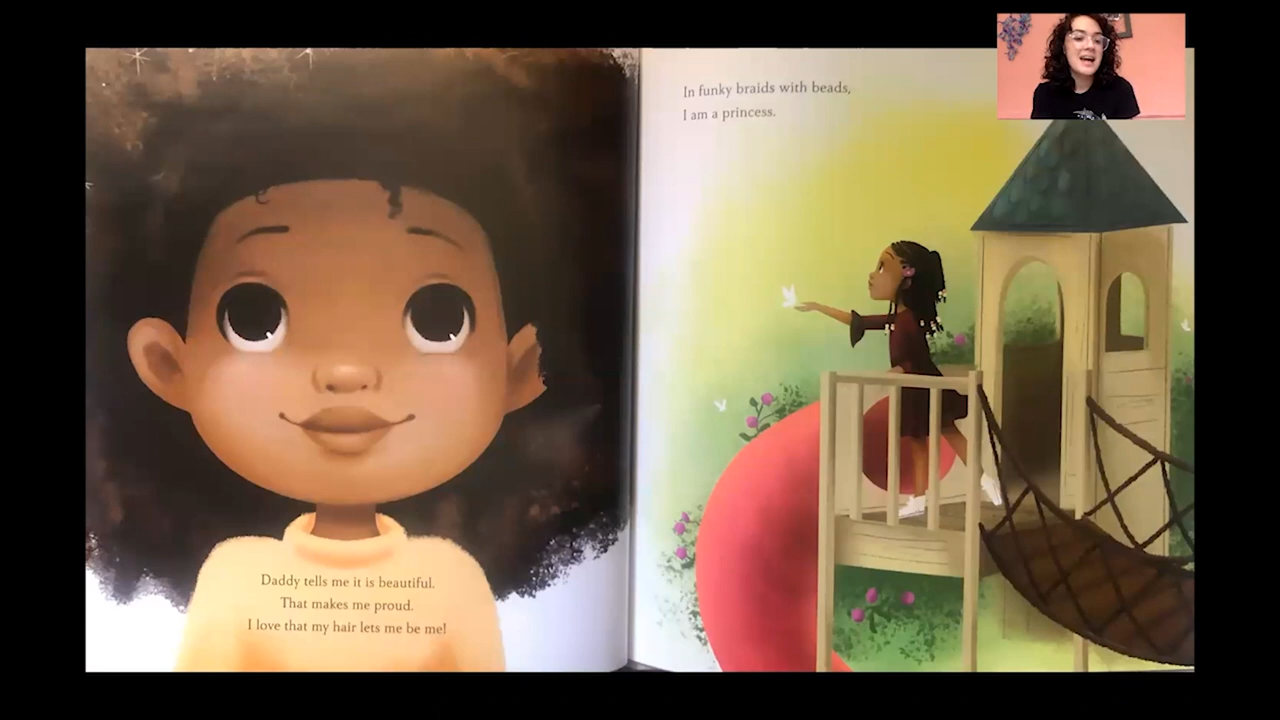 Daddy tells me it is beautiful.
That makes me proud.
I love that my hair lets me be me!
In funky braids with beads,
I am a princess.